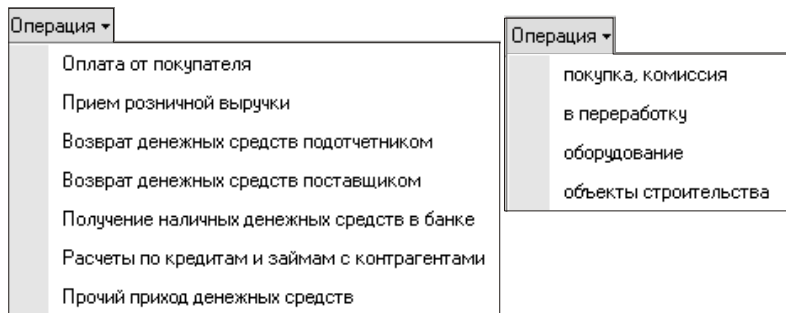 Операция
Оплата от покупателя
Прием розничной выручки
Возврат денежных средств подотчетником
Возврат денежных средств поставщиком
Получение наличных денежных средств в банке
Расчеты по кредитам и займам с контрагентами
Прочий приход денежных средств
Операция
покупка, комиссия
в переработку
оборудование
объекты строительства